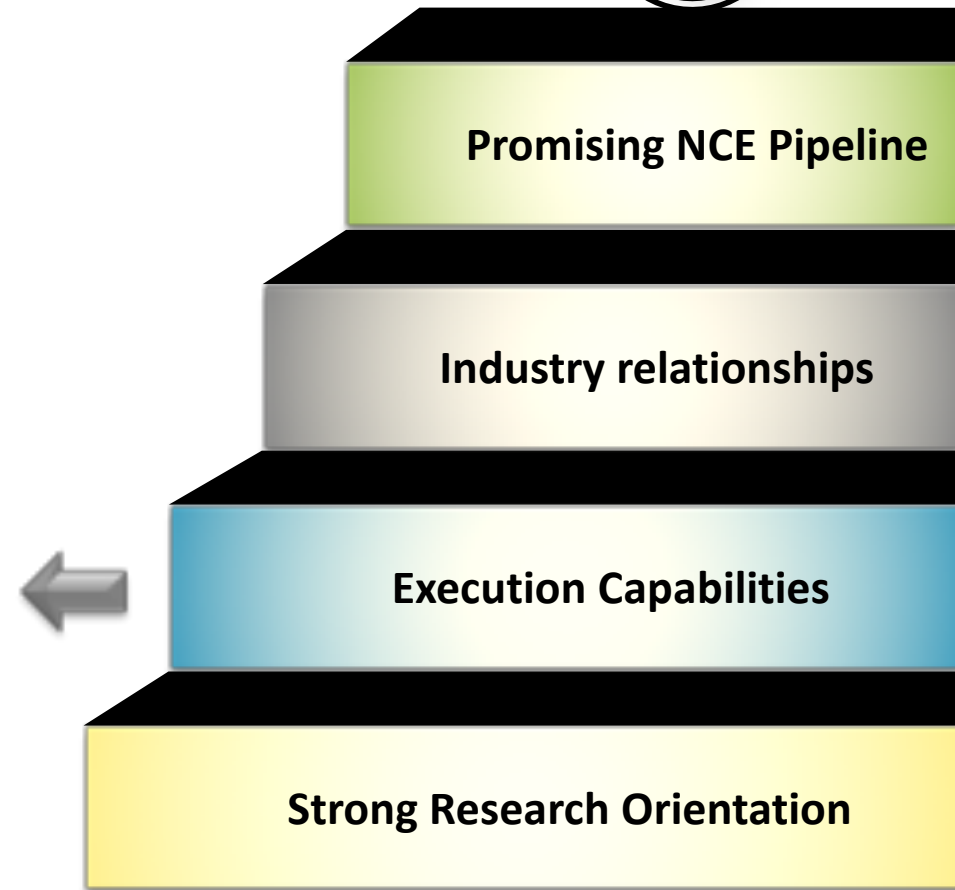 Promising NCE Pipeline
Industry relationships
Execution Capabilities
Strong Research Orientation